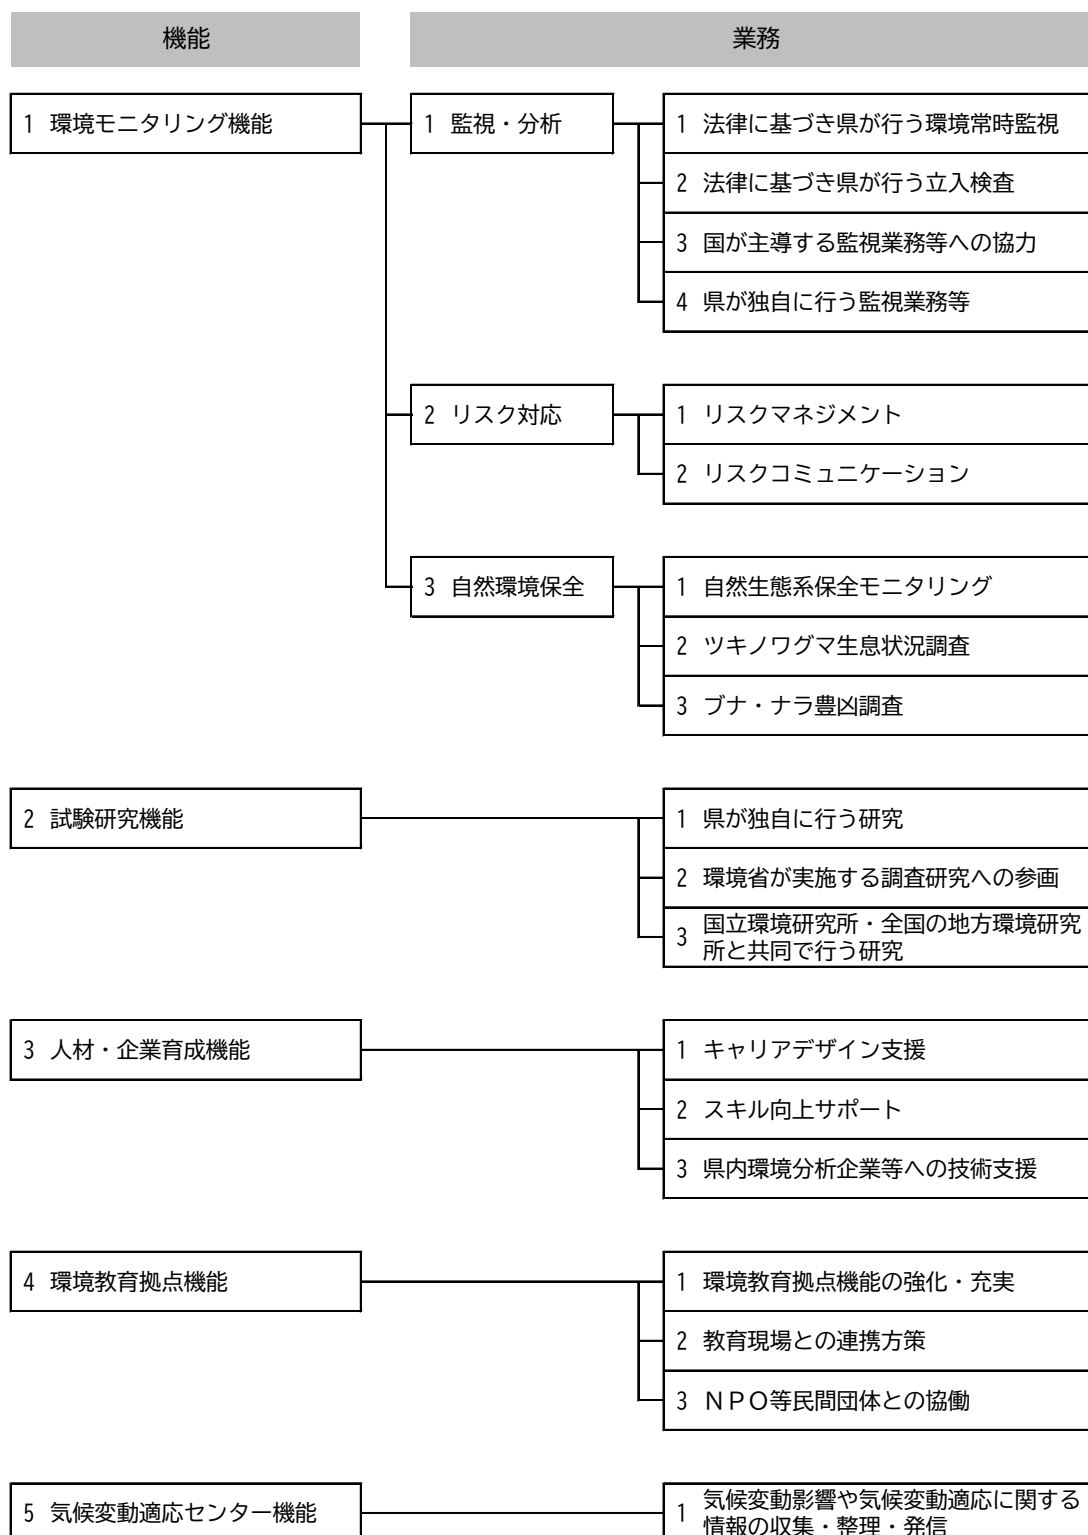 機能
業務
1 環境モニタリング機能
1 監視・分析
1 法律に基づき県が行う環境常時監視
2 法律に基づき県が行う立入検査
3 国が主導する監視業務等への協力
4 県が独自に行う監視業務等
2 リスク対応
1 リスクマネジメント
2 リスクコミュニケーション
3 自然環境保全
1 自然生態系保全モニタリング
2 ツキノワグマ生息状況調査
3 ブナ・ナラ豊凶調査
2 試験研究機能
1 県が独自に行う研究
2 環境省が実施する調査研究への参画
3 国立環境研究所・全国の地方環境研究
所と共同で行う研究
3 人材・企業育成機能
1 キャリアデザイン支援
2 スキル向上サポート
3 県内環境分析企業等への技術支援
4 環境教育拠点機能
1 環境教育拠点機能の強化・充実
2 教育現場との連携方策
3 ＮＰＯ等民間団体との協働
5 気候変動適応センター機能
1 気候変動影響や気候変動適応に関する
情報の収集・整理・発信